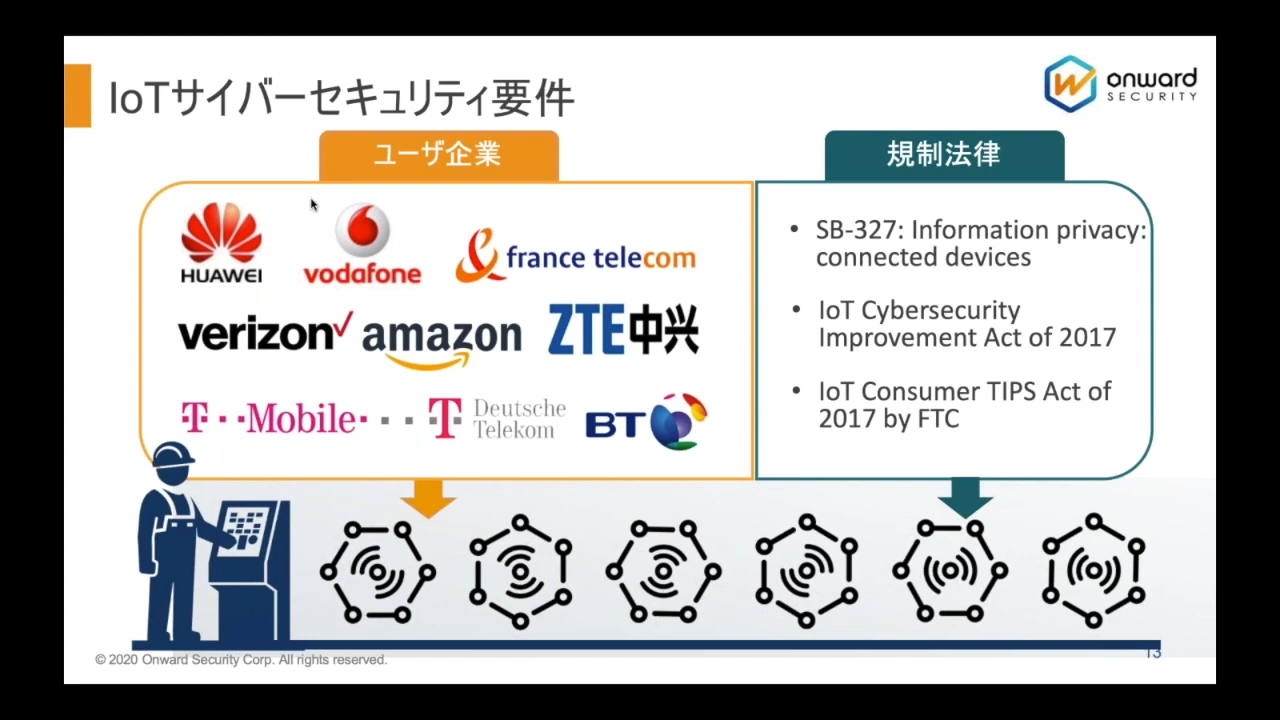 IoTサイバーセキュリティ要件
onward
SECURITY
ユーザ企業
規制法律
HUAWEI
vodafone
france telecom
verizon
amazon
ZTE中兴
T··Mobile·
T Deutsche
Telekom
BT
• SB-327: Information privacy:
connected devices
• IoT Cybersecurity
Improvement Act of 2017
• IoT Consumer TIPS Act of
2017 by FTC
© 2020 Onward Security Corp. All rights reserved.
13